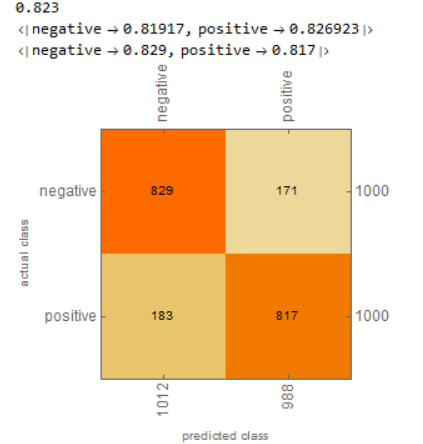 0.823
<|negative → 0.81917, positive → 0.826923|>
<|negative → 0.829, positive → 0.817|>
negative positive
negative 829 171 1000
actual class
positive 183 817 1000
1012 988
predicted class